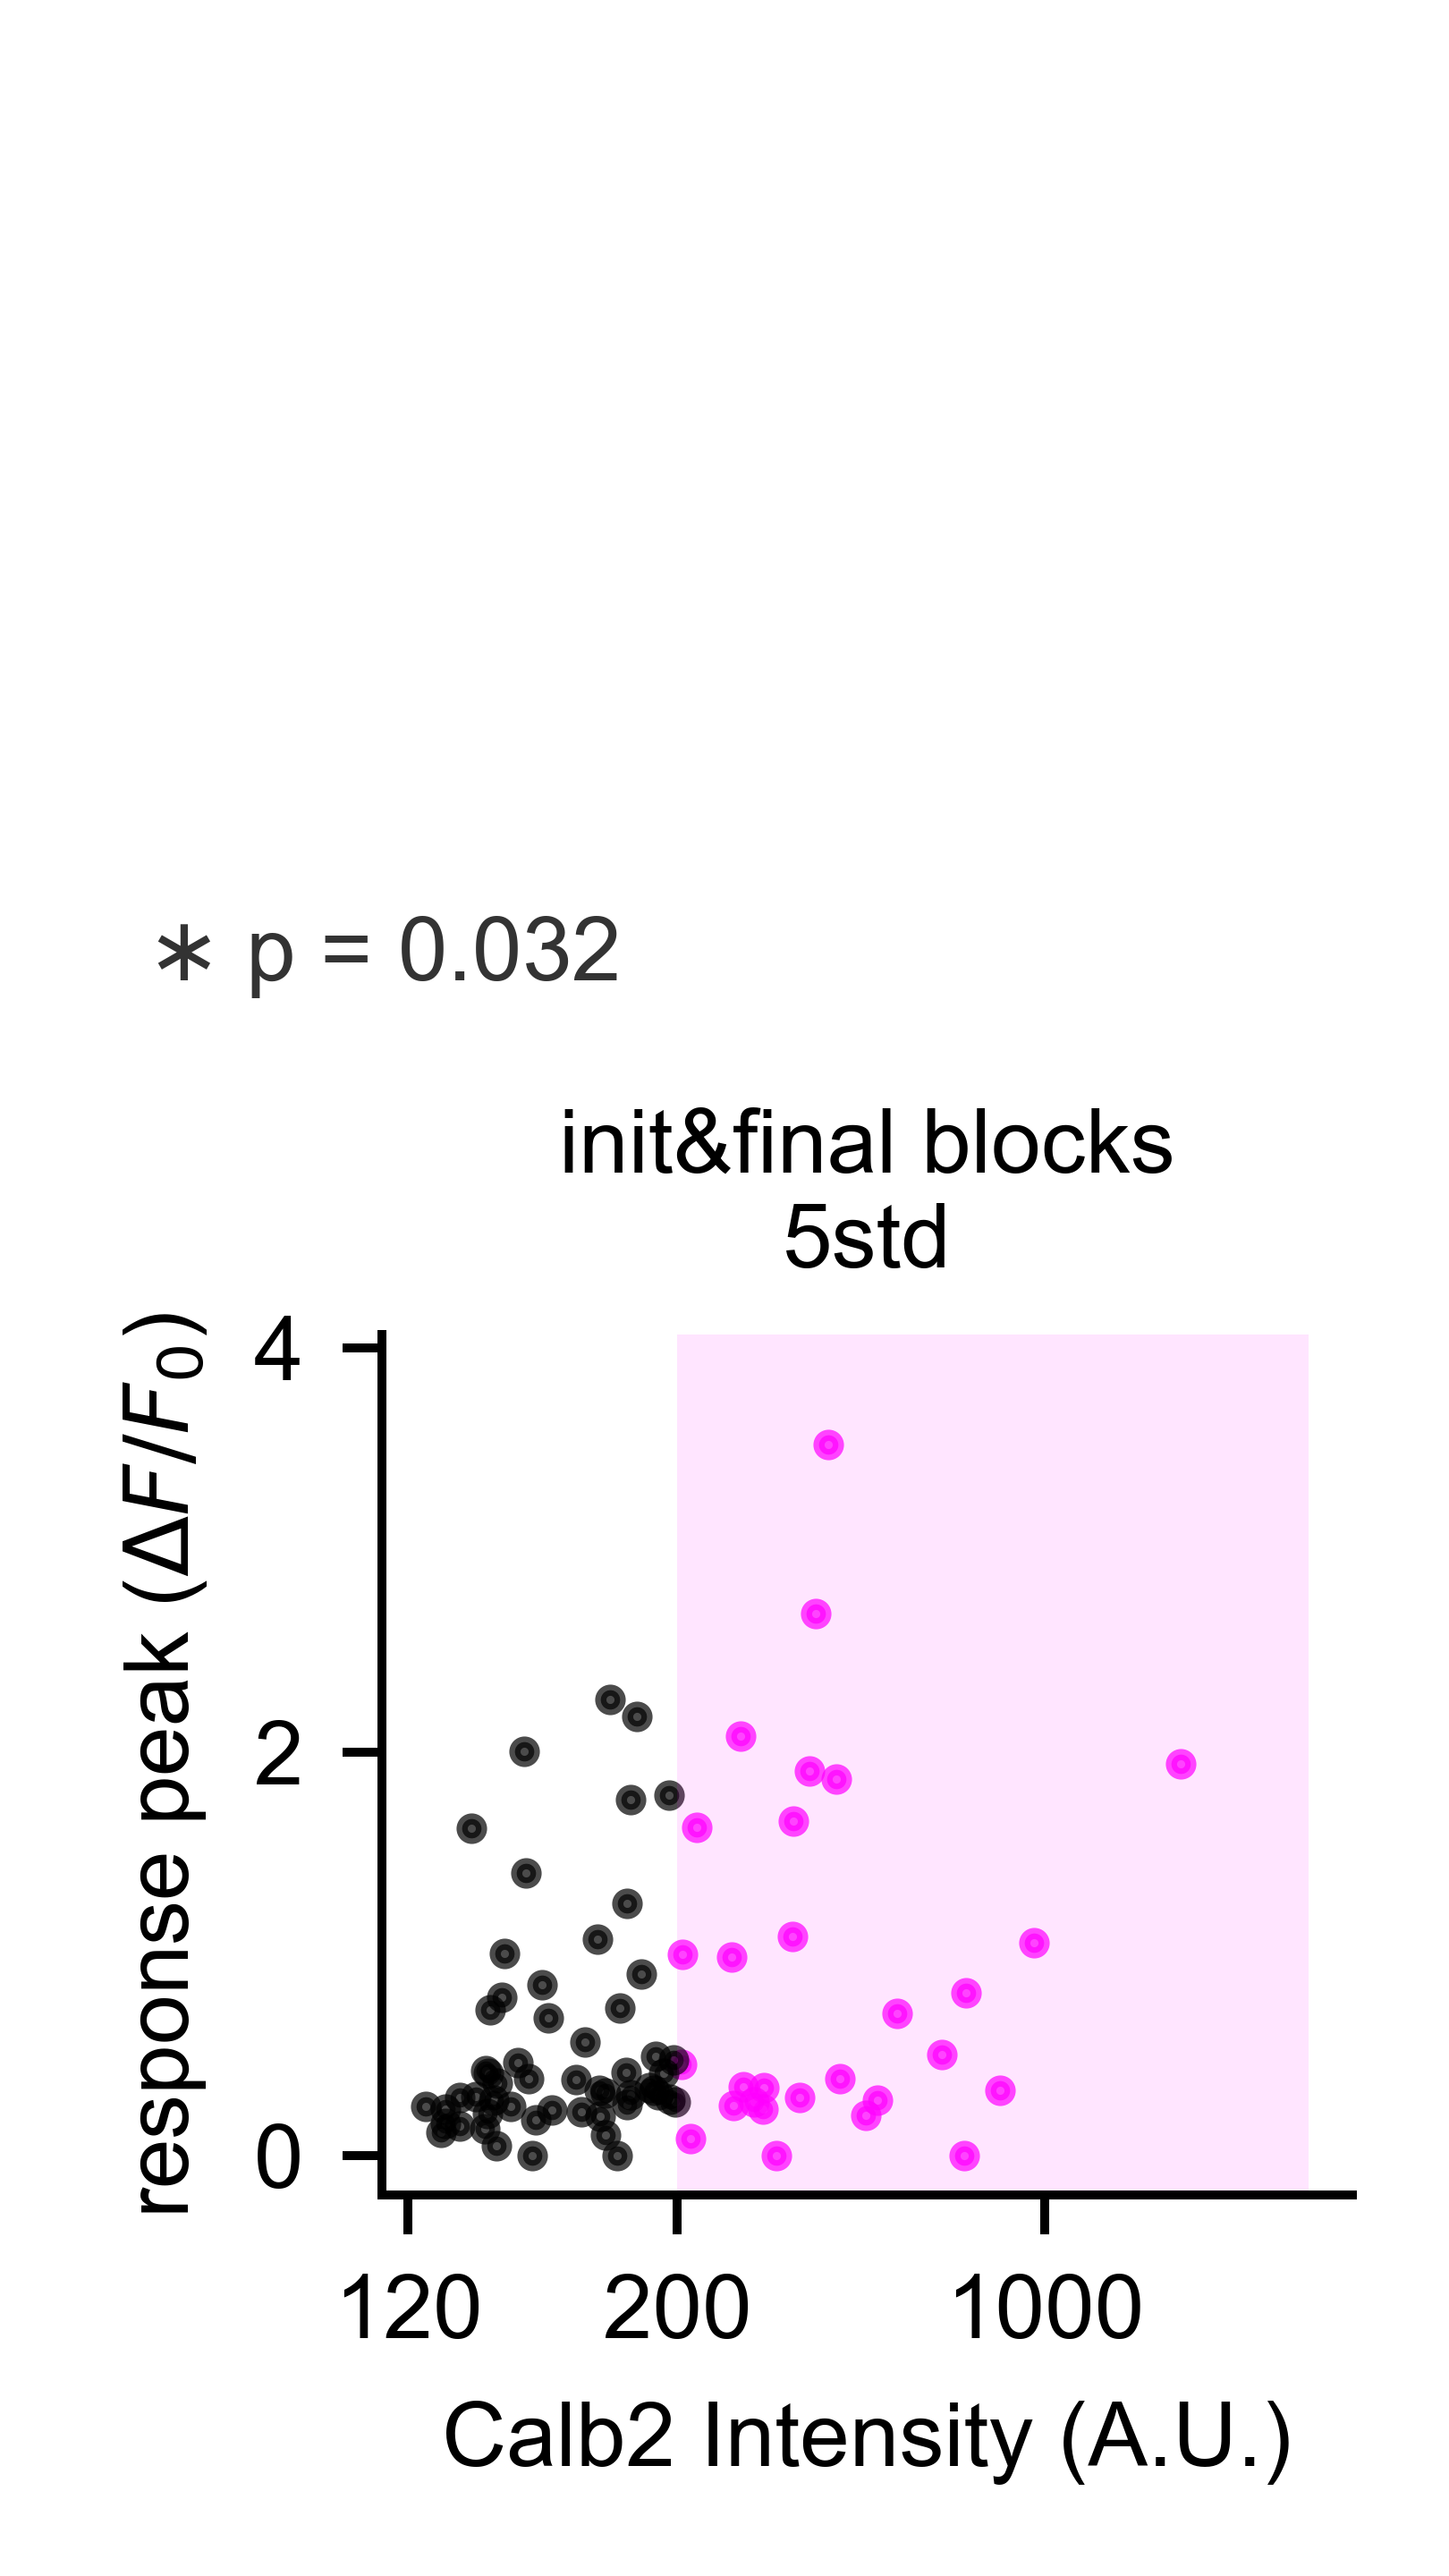 ∗ p = 0.032
init&final blocks
5std
response peak (ΔF/F₀)
4
2
0
120 200 1000
Calb2 Intensity (A.U.)